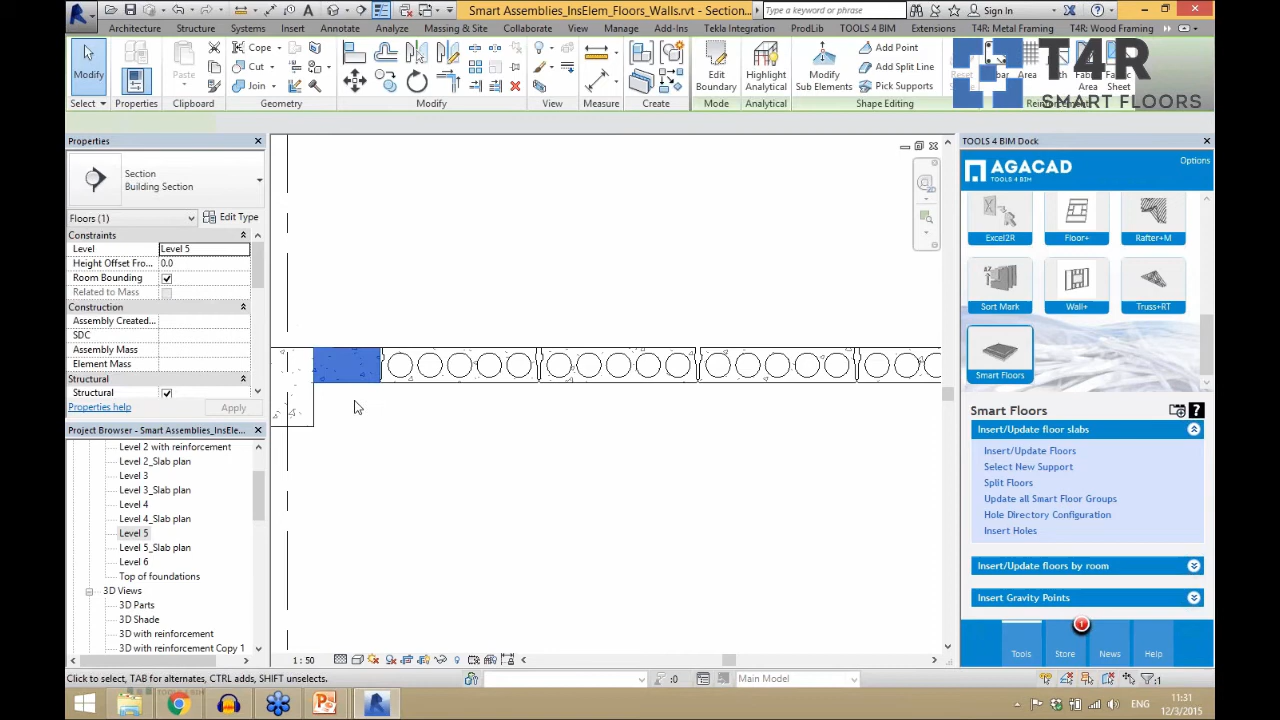 Smart Assemblies_InsElem_Floors_Walls.rvt - Section...
Type a keyword or phrase
Sign In
Architecture
Structure
Systems
Insert
Annotate
Analyze
Massing & Site
Collaborate
View
Manage
Add-Ins
Tekla Integration
ProdLib
TOOLS 4 BIM
Extensions
T4R: Metal Framing
T4R: Wood Framing
Modify
Properties
Paste
Cope
Cut
Join
Edit Boundary
Highlight Analytical
Modify Sub Elements
Add Point
Add Split Line
Pick Supports
Area
Sheet
Select
Properties
Clipboard
Geometry
Modify
View
Measure
Create
Mode
Analytical
Shape Editing
T4R
SMART FLOORS
Properties
Section
Building Section
Floors (1)
Edit Type
Constraints
Level
Level 5
Height Offset Fro...
0.0
Room Bounding
Related to Mass
Construction
Assembly Created...
SDC
Assembly Mass
Element Mass
Structural
Structural
Properties help
Apply
Project Browser - Smart Assemblies_InsEle...
Level 2 with reinforcement
Level 2_Slab plan
Level 3
Level 3_Slab plan
Level 4
Level 4_Slab plan
Level 5
Level 5_Slab plan
Level 6
Top of foundations
3D Views
3D Parts
3D Shade
3D with reinforcement
3D with reinforcement Copy 1
1 : 50
TOOLS 4 BIM Dock
AGACAD
TOOLS 4 BIM
Options
Excel2R
Floor+
Rafter+M
Sort Mark
Wall+
Truss+RT
Smart Floors
Smart Floors
Insert/Update floor slabs
Insert/Update Floors
Select New Support
Split Floors
Update all Smart Floor Groups
Hole Directory Configuration
Insert Holes
Insert/Update floors by room
Insert Gravity Points
1
Tools
Store
News
Help
Click to select, TAB for alternates, CTRL adds, SHIFT unselects.
:0
Main Model
:1
ENG
11:31
12/3/2015